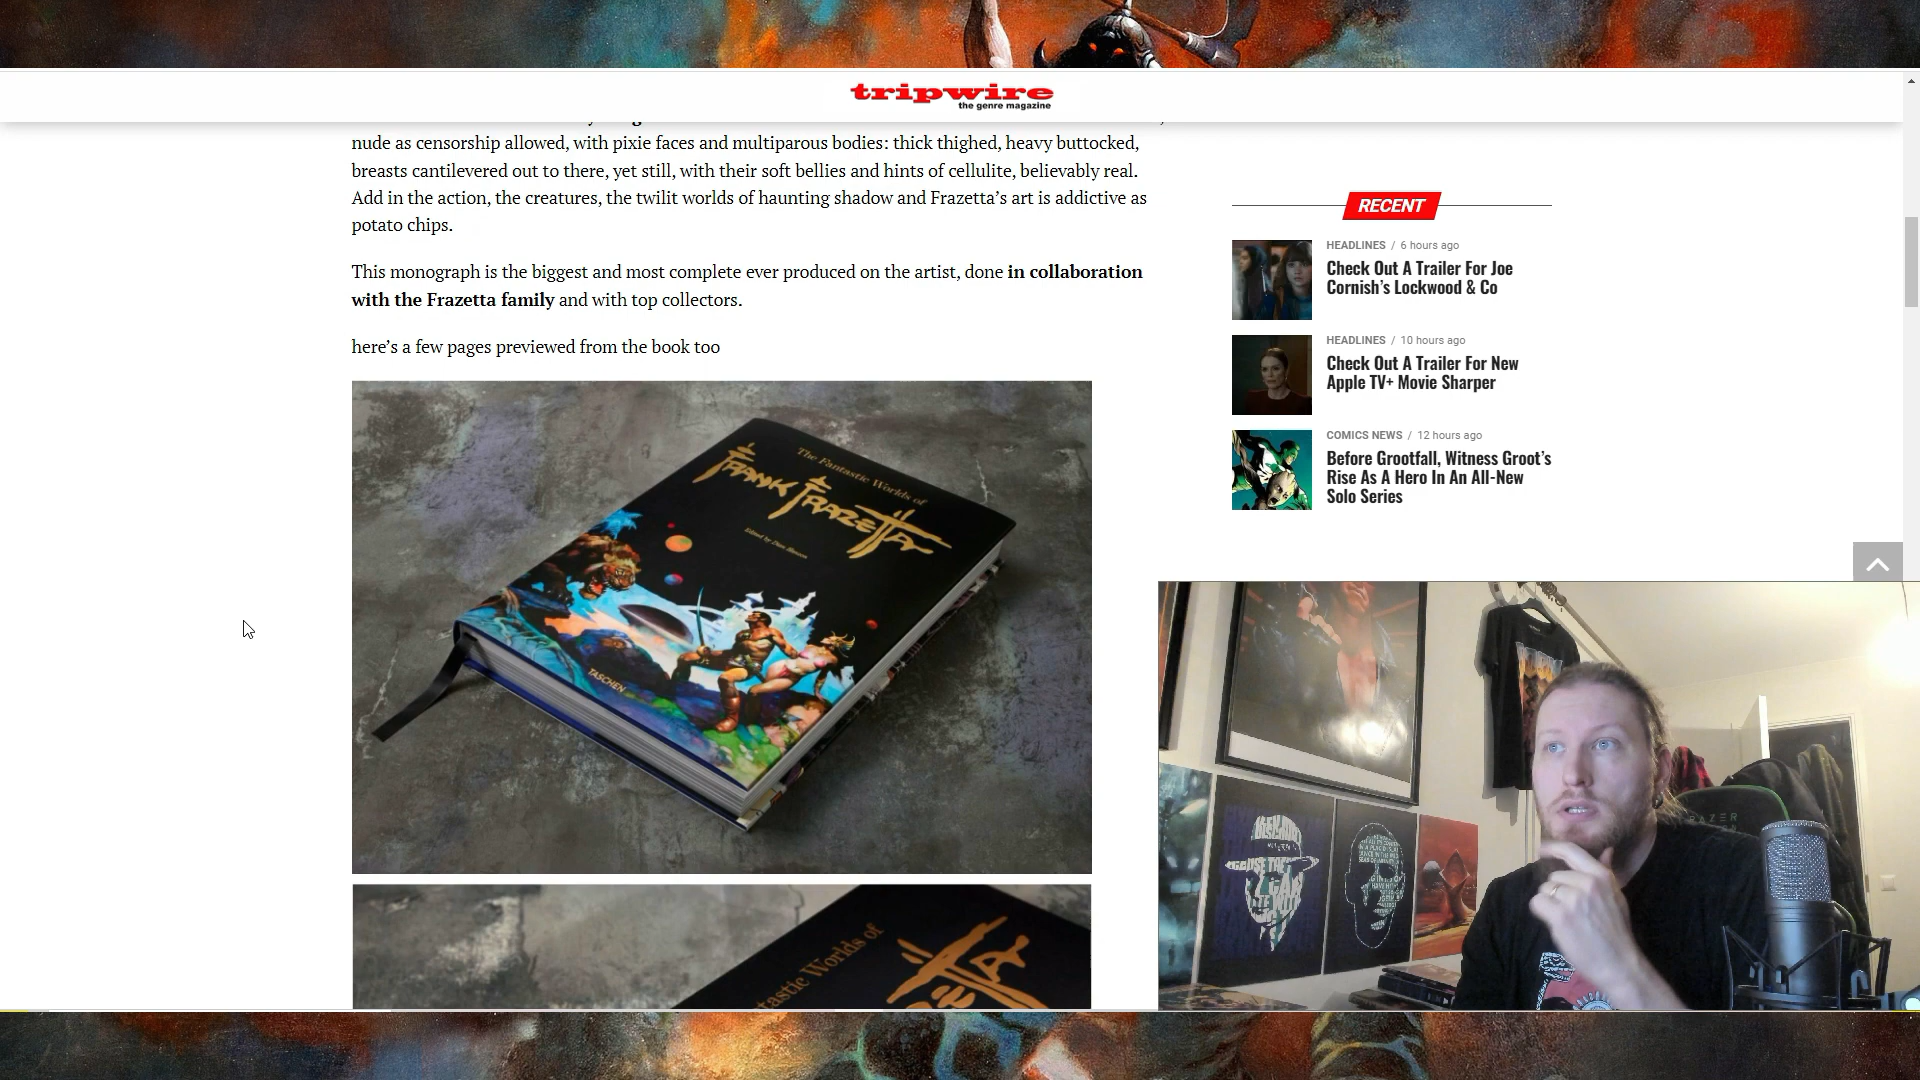 tripwire
the genre magazine
nude as censorship allowed, with pixie faces and multiparous bodies: thick thighed, heavy buttocked,
breasts cantilevered out to there, yet still, with their soft bellies and hints of cellulite, believably real.
Add in the action, the creatures, the twilit worlds of haunting shadow and Frazetta’s art is addictive as
potato chips.
This monograph is the biggest and most complete ever produced on the artist, done in collaboration
with the Frazetta family and with top collectors.
here’s a few pages previewed from the book too
The Fantastic Worlds of
FRANK FRAZETTA
Edited by Dian Hanson
TASCHEN
tastic Worlds of
RECENT
HEADLINES / 6 hours ago
Check Out A Trailer For Joe
Cornish’s Lockwood & Co
HEADLINES / 10 hours ago
Check Out A Trailer For New
Apple TV+ Movie Sharper
COMICS NEWS / 12 hours ago
Before Grootfall, Witness Groot’s
Rise As A Hero In An All-New
Solo Series
RAZER